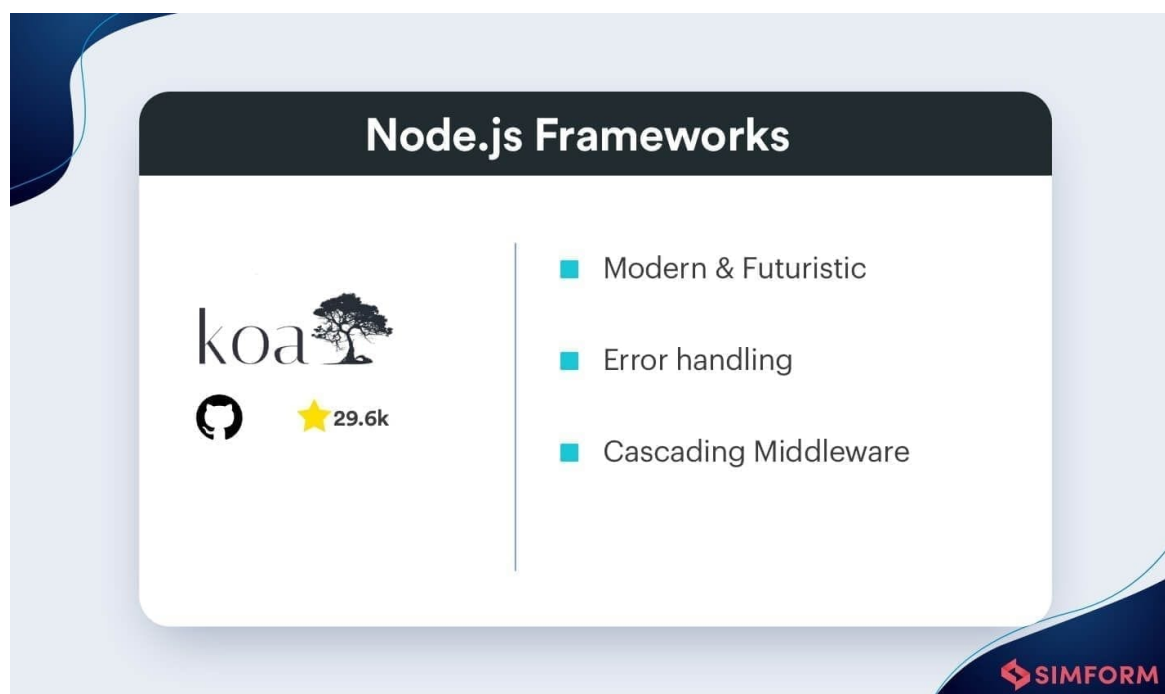 Node.js Frameworks
koa
29.6k
Modern & Futuristic
Error handling
Cascading Middleware
SIMFORM